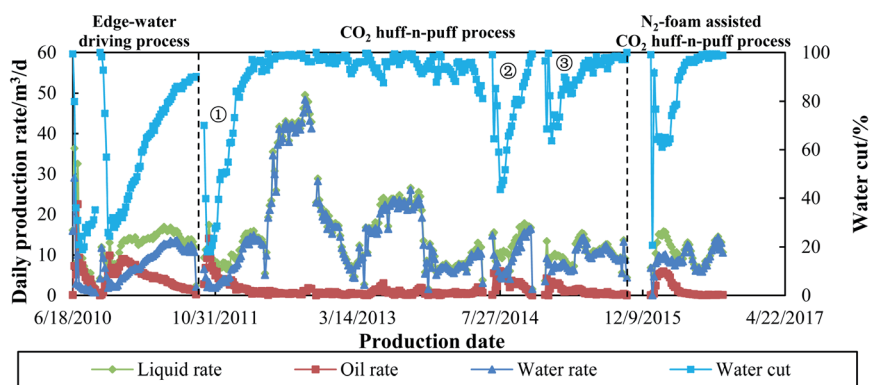 Edge-water
driving process
CO2 huff-n-puff process
N2-foam assisted
CO2 huff-n-puff process
Daily production rate/m³/d
60
50
40
30
20
10
0
①
②
③
100
80
60
40
20
0
Water cut/%
6/18/2010
10/31/2011
3/14/2013
7/27/2014
12/9/2015
4/22/2017
Production date
Liquid rate
Oil rate
Water rate
Water cut